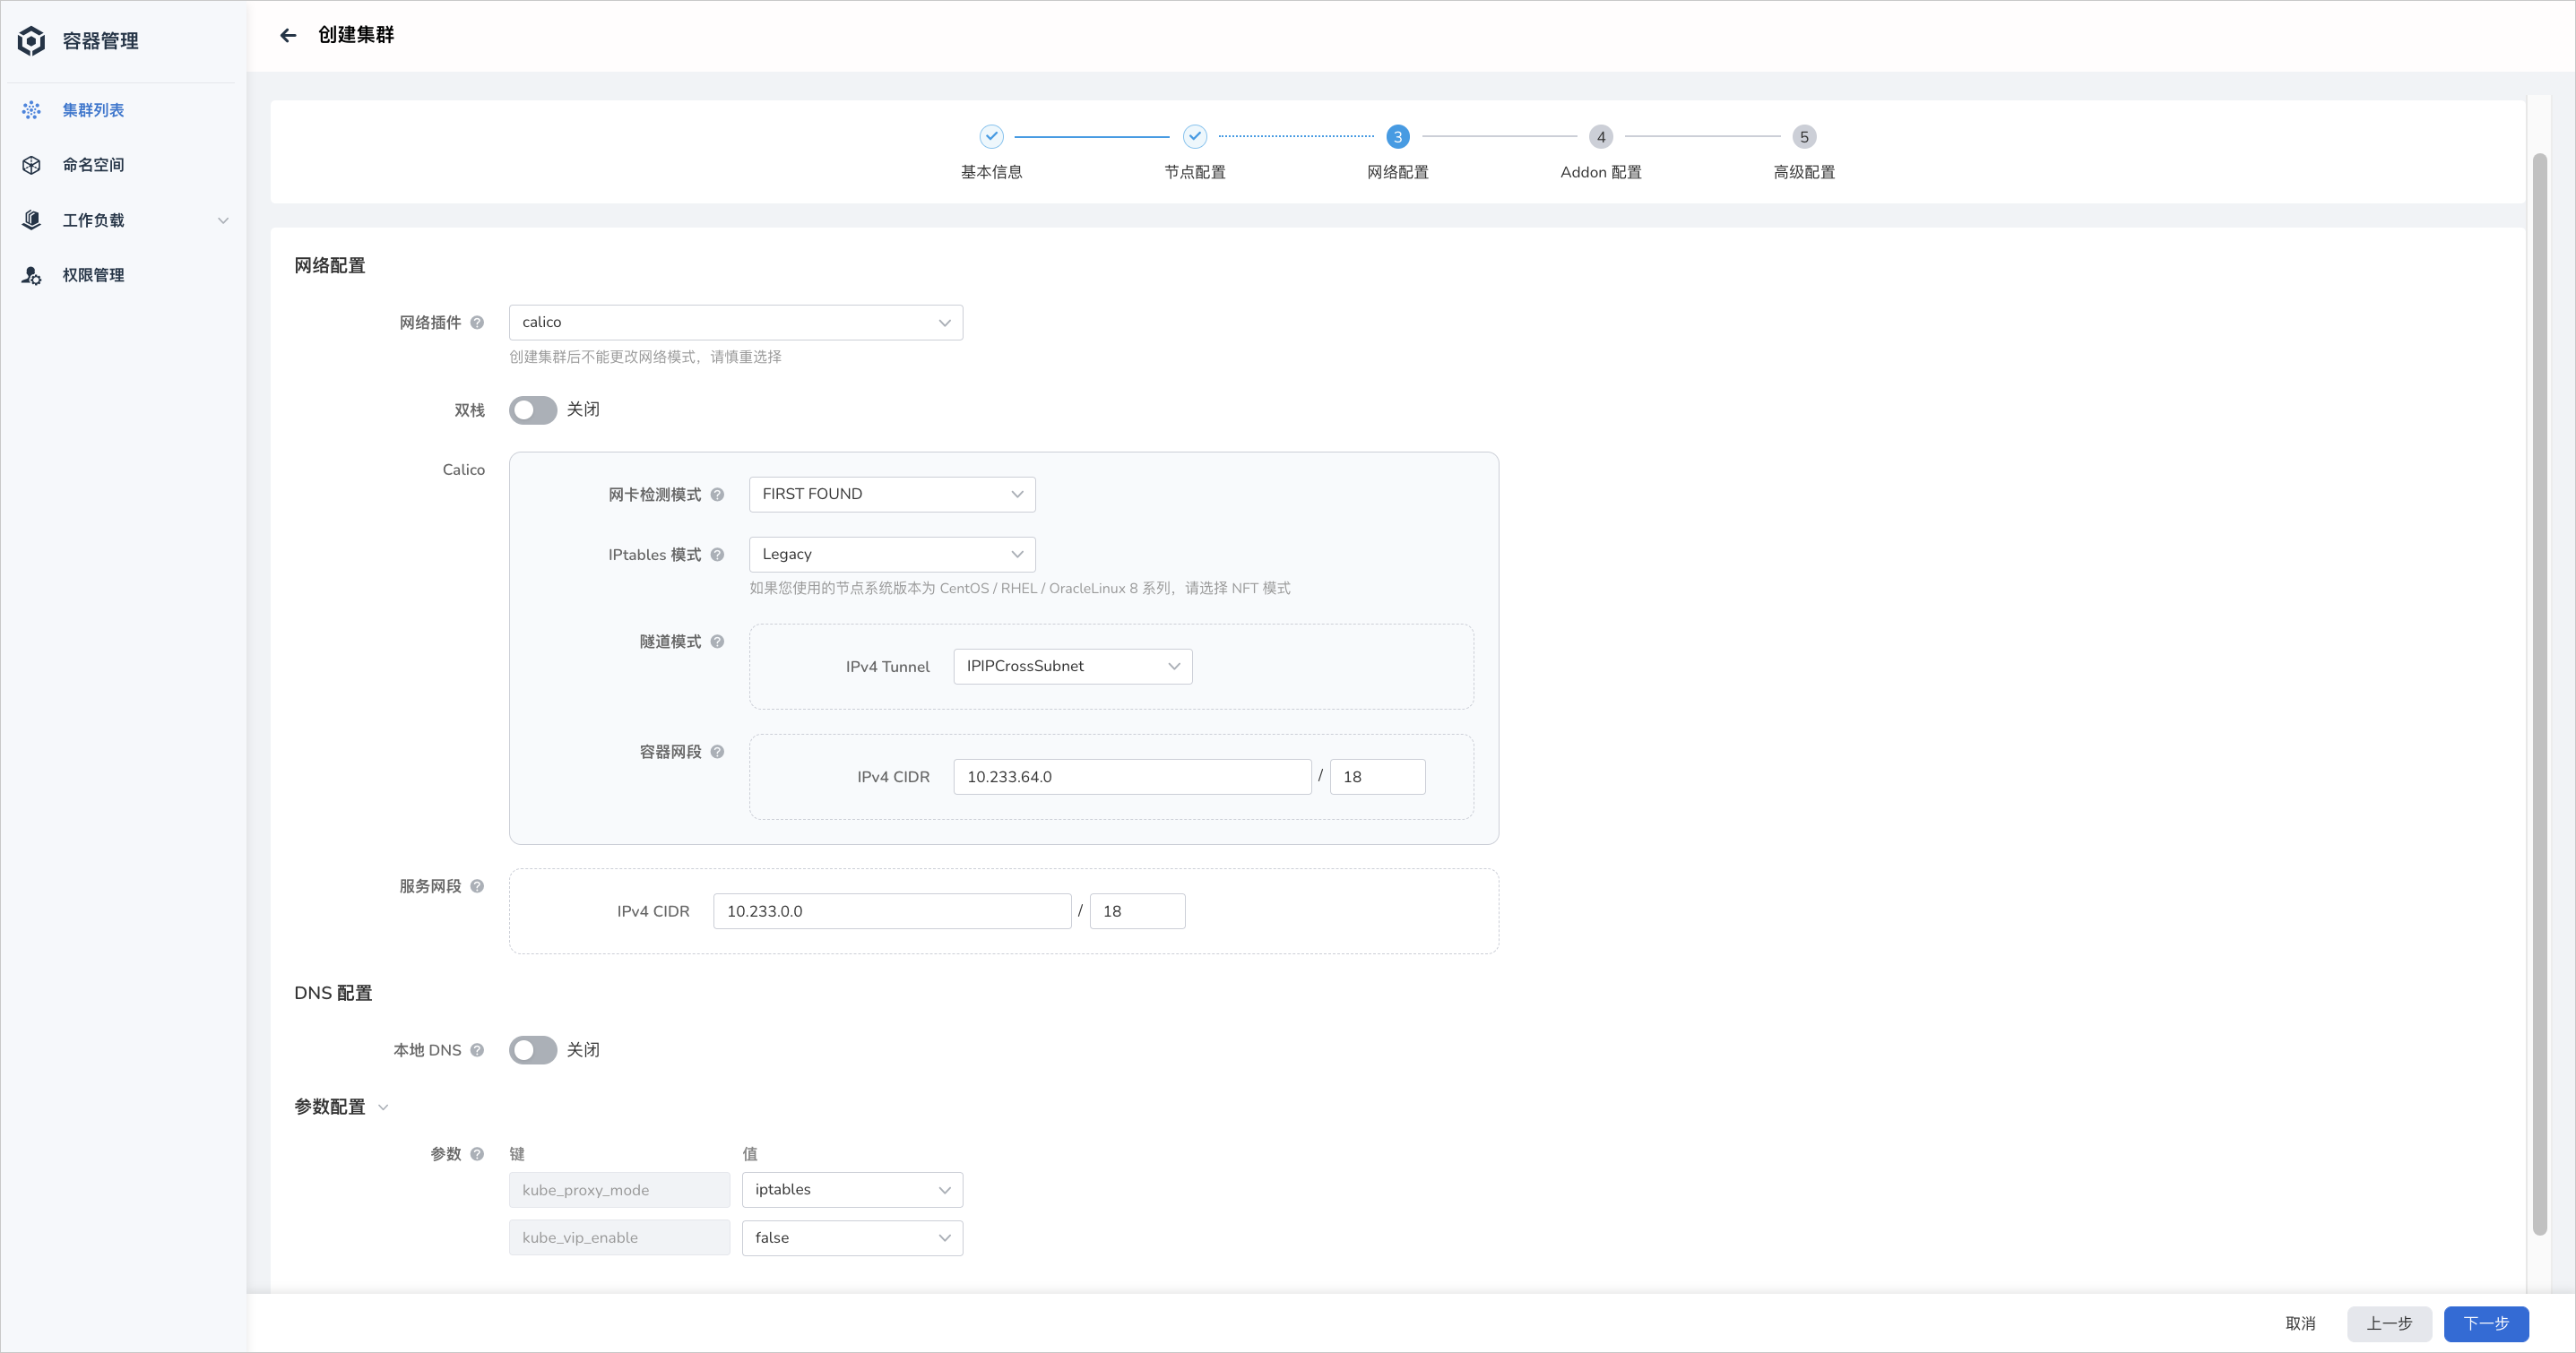 容器管理
集群列表
命名空间
工作负载
权限管理
创建集群
3 4 5
基本信息 节点配置 网络配置 Addon 配置 高级配置
网络配置
网络插件 calico
创建集群后不能更改网络模式，请慎重选择
双栈 关闭
Calico
网卡检测模式 FIRST FOUND
IPtables 模式 Legacy
如果您使用的节点系统版本为 CentOS / RHEL / OracleLinux 8 系列，请选择 NFT 模式
隧道模式
IPv4 Tunnel IPIPCrossSubnet
容器网段
IPv4 CIDR 10.233.64.0 / 18
服务网段
IPv4 CIDR 10.233.0.0 / 18
DNS 配置
本地 DNS 关闭
参数配置
参数 键 值
kube_proxy_mode iptables
kube_vip_enable false
取消 上一步 下一步